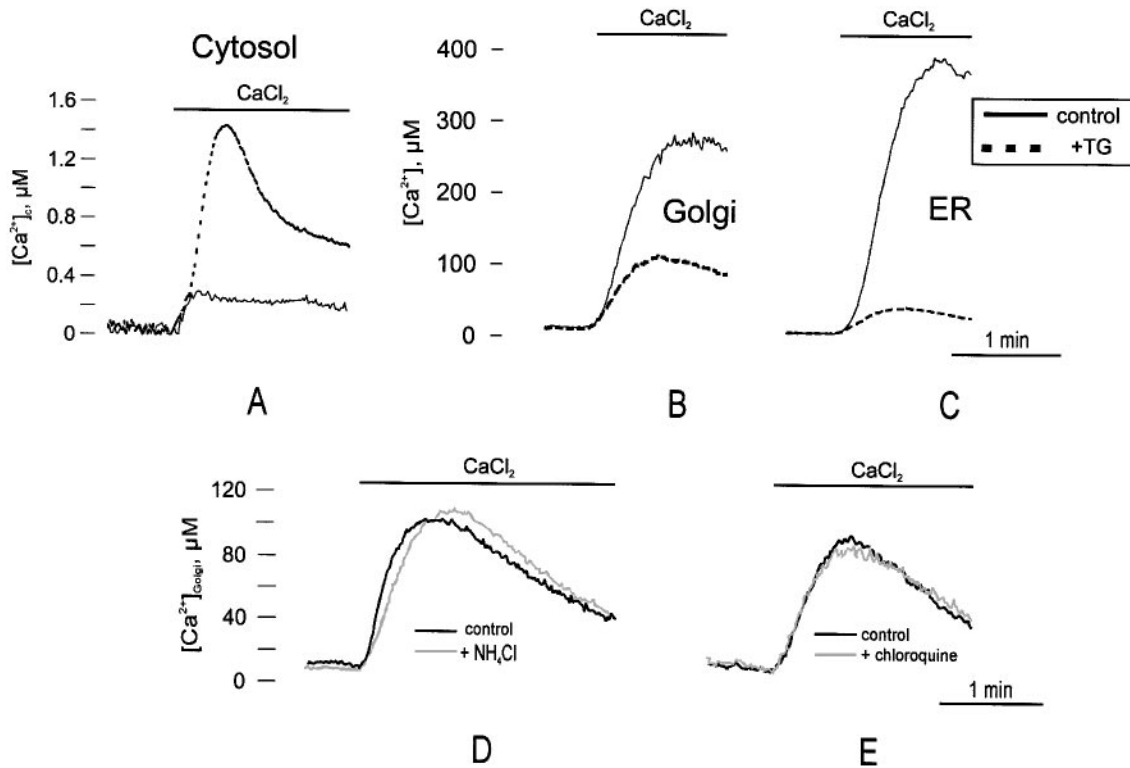 Cytosol
CaCl₂
1.6
1.2
0.8
0.4
0
[Ca²⁺]c, µM
A
CaCl₂
400
300
200
100
0
[Ca²⁺], µM
Golgi
B
CaCl₂
control
+TG
ER
1 min
C
CaCl₂
120
80
40
0
[Ca²⁺]Golgi, µM
control
+ NH₄Cl
D
CaCl₂
control
+ chloroquine
1 min
E